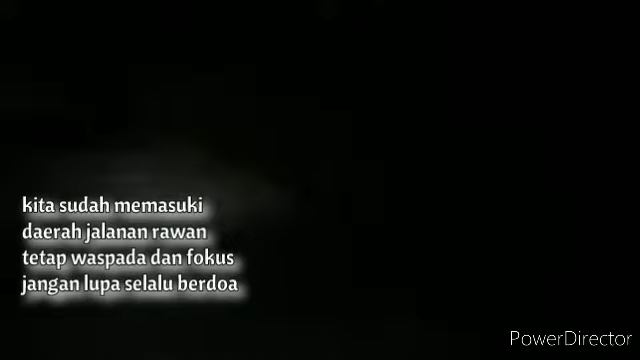 kita sudah memasuki
daerah jalanan rawan
tetap waspada dan fokus
jangan lupa selalu berdoa
PowerDirector